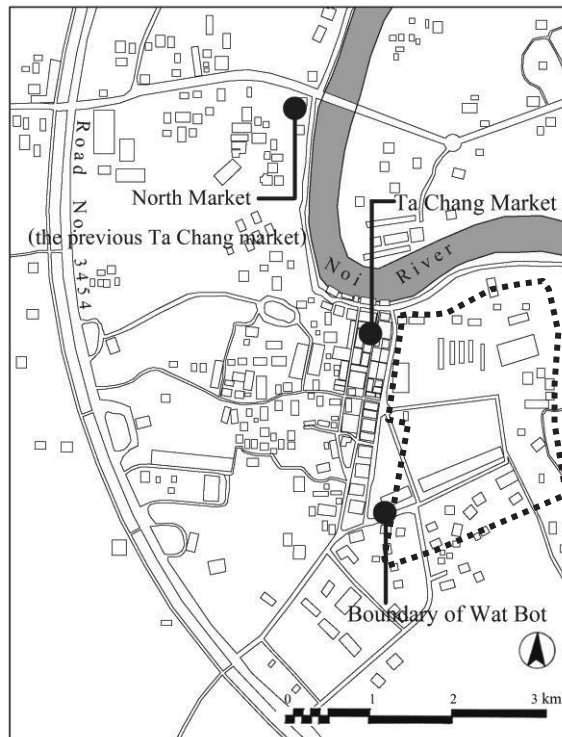 Road No. 3454
North Market
(the previous Ta Chang market)
Ta Chang Market
Noi River
Boundary of Wat Bot
0 1 2 3 km